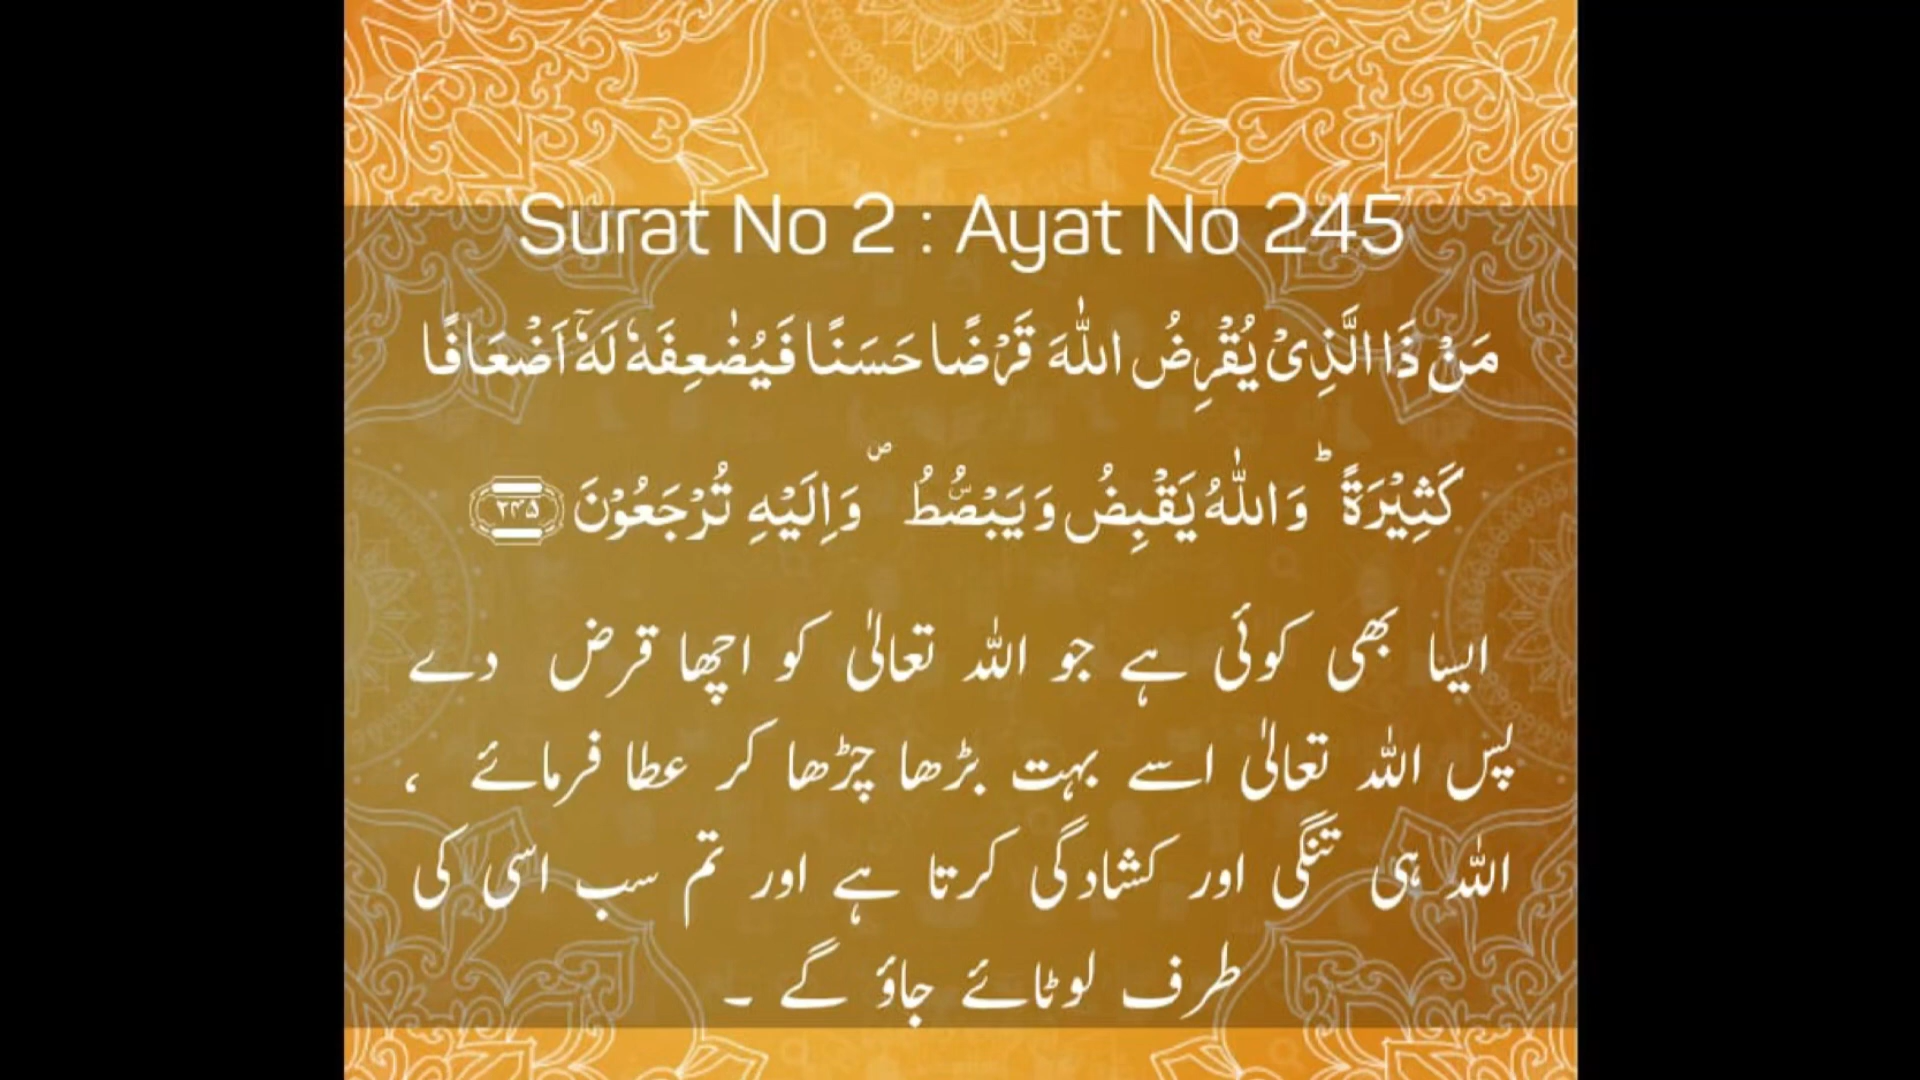 Surat No 2 : Ayat No 245
مَنۡ ذَا الَّذِیۡ یُقۡرِضُ اللّٰہَ قَرۡضًا حَسَنًا فَیُضٰعِفَہٗ لَہٗۤ اَضۡعَافًا
کَثِیۡرَۃً ؕ وَ اللّٰہُ یَقۡبِضُ وَ یَبۡصُۜطُ ۪ وَ اِلَیۡہِ تُرۡجَعُوۡنَ ﴿۲۴۵﴾
ایسا بھی کوئی ہے جو اللہ تعالیٰ کو اچھا قرض دے
پس اللہ تعالیٰ اسے بہت بڑھا چڑھا کر عطا فرمائے ،
اللہ ہی تنگی اور کشادگی کرتا ہے اور تم سب اسی کی
طرف لوٹائے جاؤ گے ۔